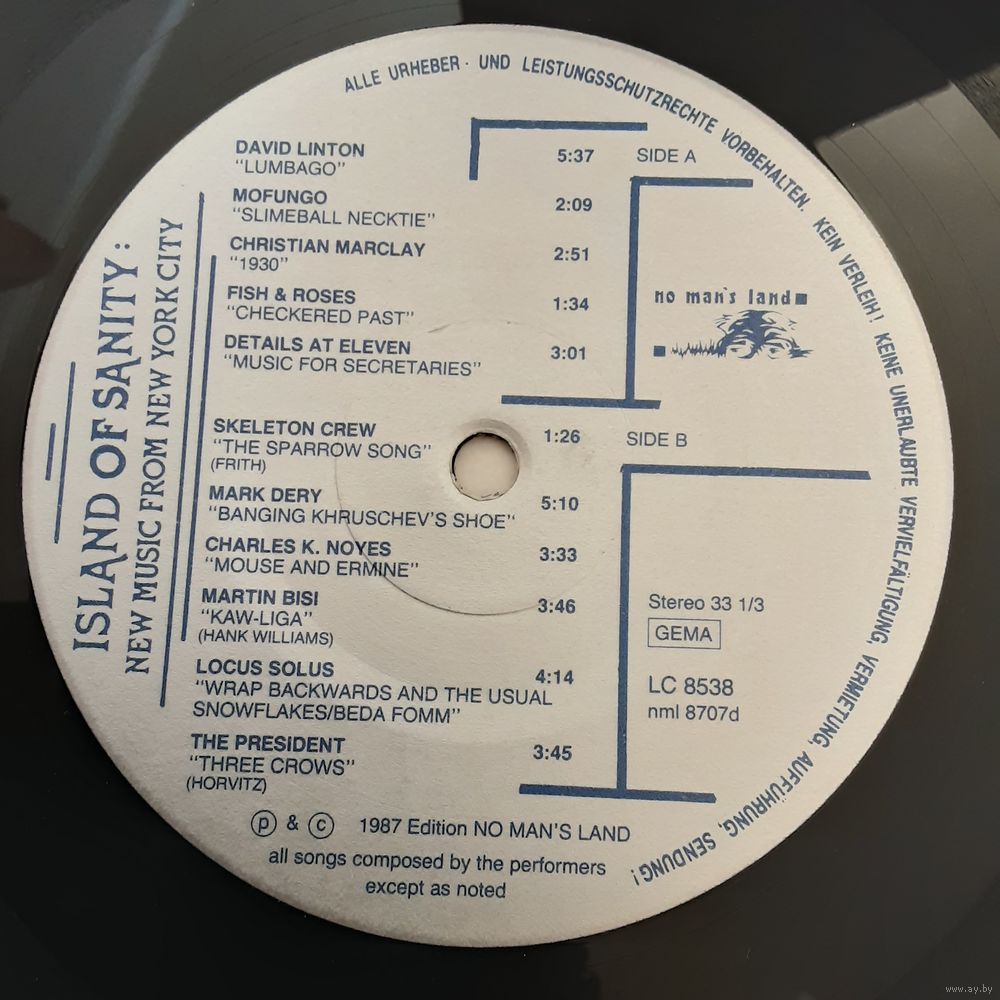 ALLE URHEBER - UND LEISTUNGSSCHUTZRECHTE VORBEHALTEN. KEIN VERLEIH! KEINE UNERLAUBTE VERVIELFÄLTIGUNG, VERMIETUNG, AUFFÜHRUNG, SENDUNG!
ISLAND OF SANITY:
NEW MUSIC FROM NEW YORK CITY
DAVID LINTON 5:37 SIDE A
"LUMBAGO"
MOFUNGO 2:09
"SLIMEBALL NECKTIE"
CHRISTIAN MARCLAY 2:51
"1930"
FISH & ROSES 1:34
"CHECKERED PAST"
DETAILS AT ELEVEN 3:01
"MUSIC FOR SECRETARIES"
no man's land
SKELETON CREW 1:26 SIDE B
"THE SPARROW SONG"
(FRITH)
MARK DERY 5:10
"BANGING KHRUSCHEV'S SHOE"
CHARLES K. NOYES 3:33
"MOUSE AND ERMINE"
MARTIN BISI 3:46
"KAW-LIGA"
(HANK WILLIAMS)
LOCUS SOLUS 4:14
"WRAP BACKWARDS AND THE USUAL
SNOWFLAKES/BEDA FOMM"
THE PRESIDENT 3:45
"THREE CROWS"
(HORVITZ)
Stereo 33 1/3
GEMA
LC 8538
nml 8707d
ⓟ & ⓒ 1987 Edition NO MAN'S LAND
all songs composed by the performers
except as noted
www.ay.by